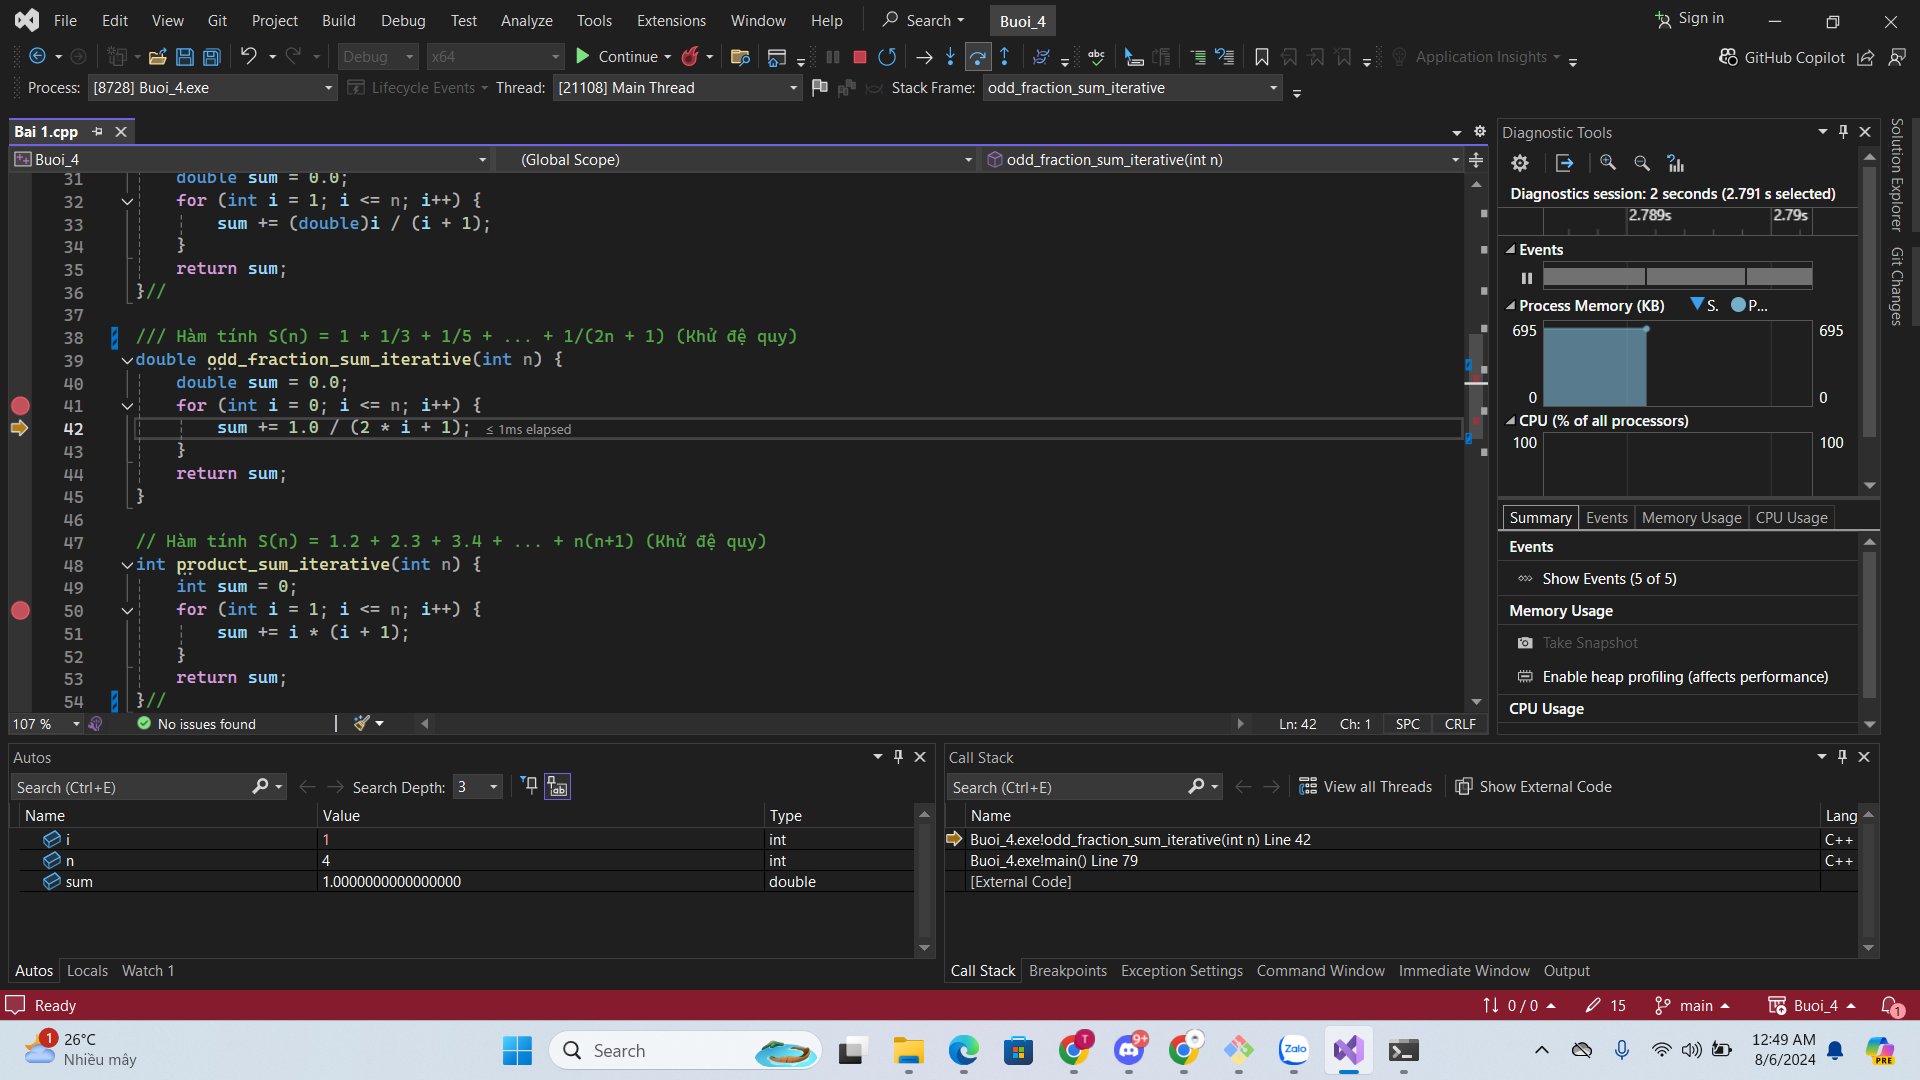 File Edit View Git Project Build Debug Test Analyze Tools Extensions Window Help Search Buoi_4 Sign in
Debug x64 Continue abc Application Insights GitHub Copilot
Process: [8728] Buoi_4.exe Lifecycle Events Thread: [21108] Main Thread Stack Frame: odd_fraction_sum_iterative
Bai 1.cpp
Buoi_4 (Global Scope) odd_fraction_sum_iterative(int n)
31 double sum = 0.0;
32 for (int i = 1; i <= n; i++) {
33 sum += (double)i / (i + 1);
34 }
35 return sum;
36 }//
37
38 /// Hàm tính S(n) = 1 + 1/3 + 1/5 + ... + 1/(2n + 1) (Khử đệ quy)
39 double odd_fraction_sum_iterative(int n) {
40 double sum = 0.0;
41 for (int i = 0; i <= n; i++) {
42 sum += 1.0 / (2 * i + 1); ≤ 1ms elapsed
43 }
44 return sum;
45 }
46
47 // Hàm tính S(n) = 1.2 + 2.3 + 3.4 + ... + n(n+1) (Khử đệ quy)
48 int product_sum_iterative(int n) {
49 int sum = 0;
50 for (int i = 1; i <= n; i++) {
51 sum += i * (i + 1);
52 }
53 return sum;
54 }//
107 % No issues found Ln: 42 Ch: 1 SPC CRLF
Diagnostic Tools
Diagnostics session: 2 seconds (2.791 s selected)
2.789s 2.79s
Events
Process Memory (KB) S. P...
695 695
0 0
CPU (% of all processors)
100 100
Summary Events Memory Usage CPU Usage
Events
Show Events (5 of 5)
Memory Usage
Take Snapshot
Enable heap profiling (affects performance)
CPU Usage
Solution Explorer
Git Changes
Autos
Search (Ctrl+E) Search Depth: 3
Name Value Type
i 1 int
n 4 int
sum 1.0000000000000000 double
Autos Locals Watch 1
Call Stack
Search (Ctrl+E) View all Threads Show External Code
Name Lang
Buoi_4.exe!odd_fraction_sum_iterative(int n) Line 42 C++
Buoi_4.exe!main() Line 79 C++
[External Code]
Call Stack Breakpoints Exception Settings Command Window Immediate Window Output
Ready 0 / 0 15 main Buoi_4 1
1 26°C
Nhiều mây
Search
T 9+ Zalo
12:49 AM
8/6/2024
PRE